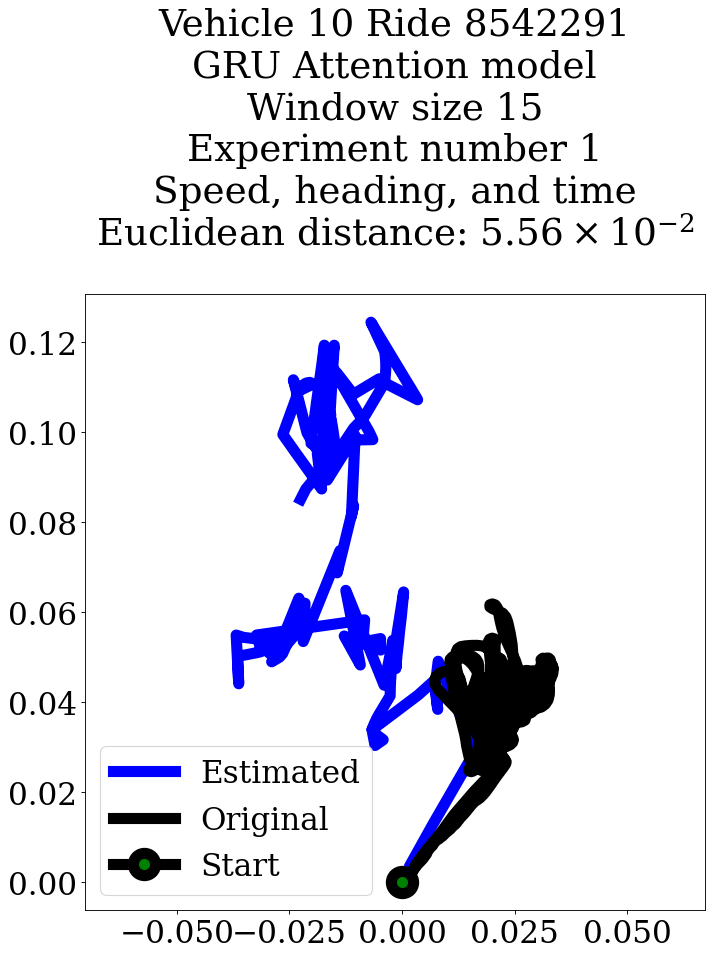 Vehicle 10 Ride 8542291
GRU Attention model
Window size 15
Experiment number 1
Speed, heading, and time
Euclidean distance: 5.56 × 10⁻²
0.12
0.10
0.08
0.06
0.04
0.02
0.00
Estimated
Original
Start
−0.050 −0.025 0.000 0.025 0.050